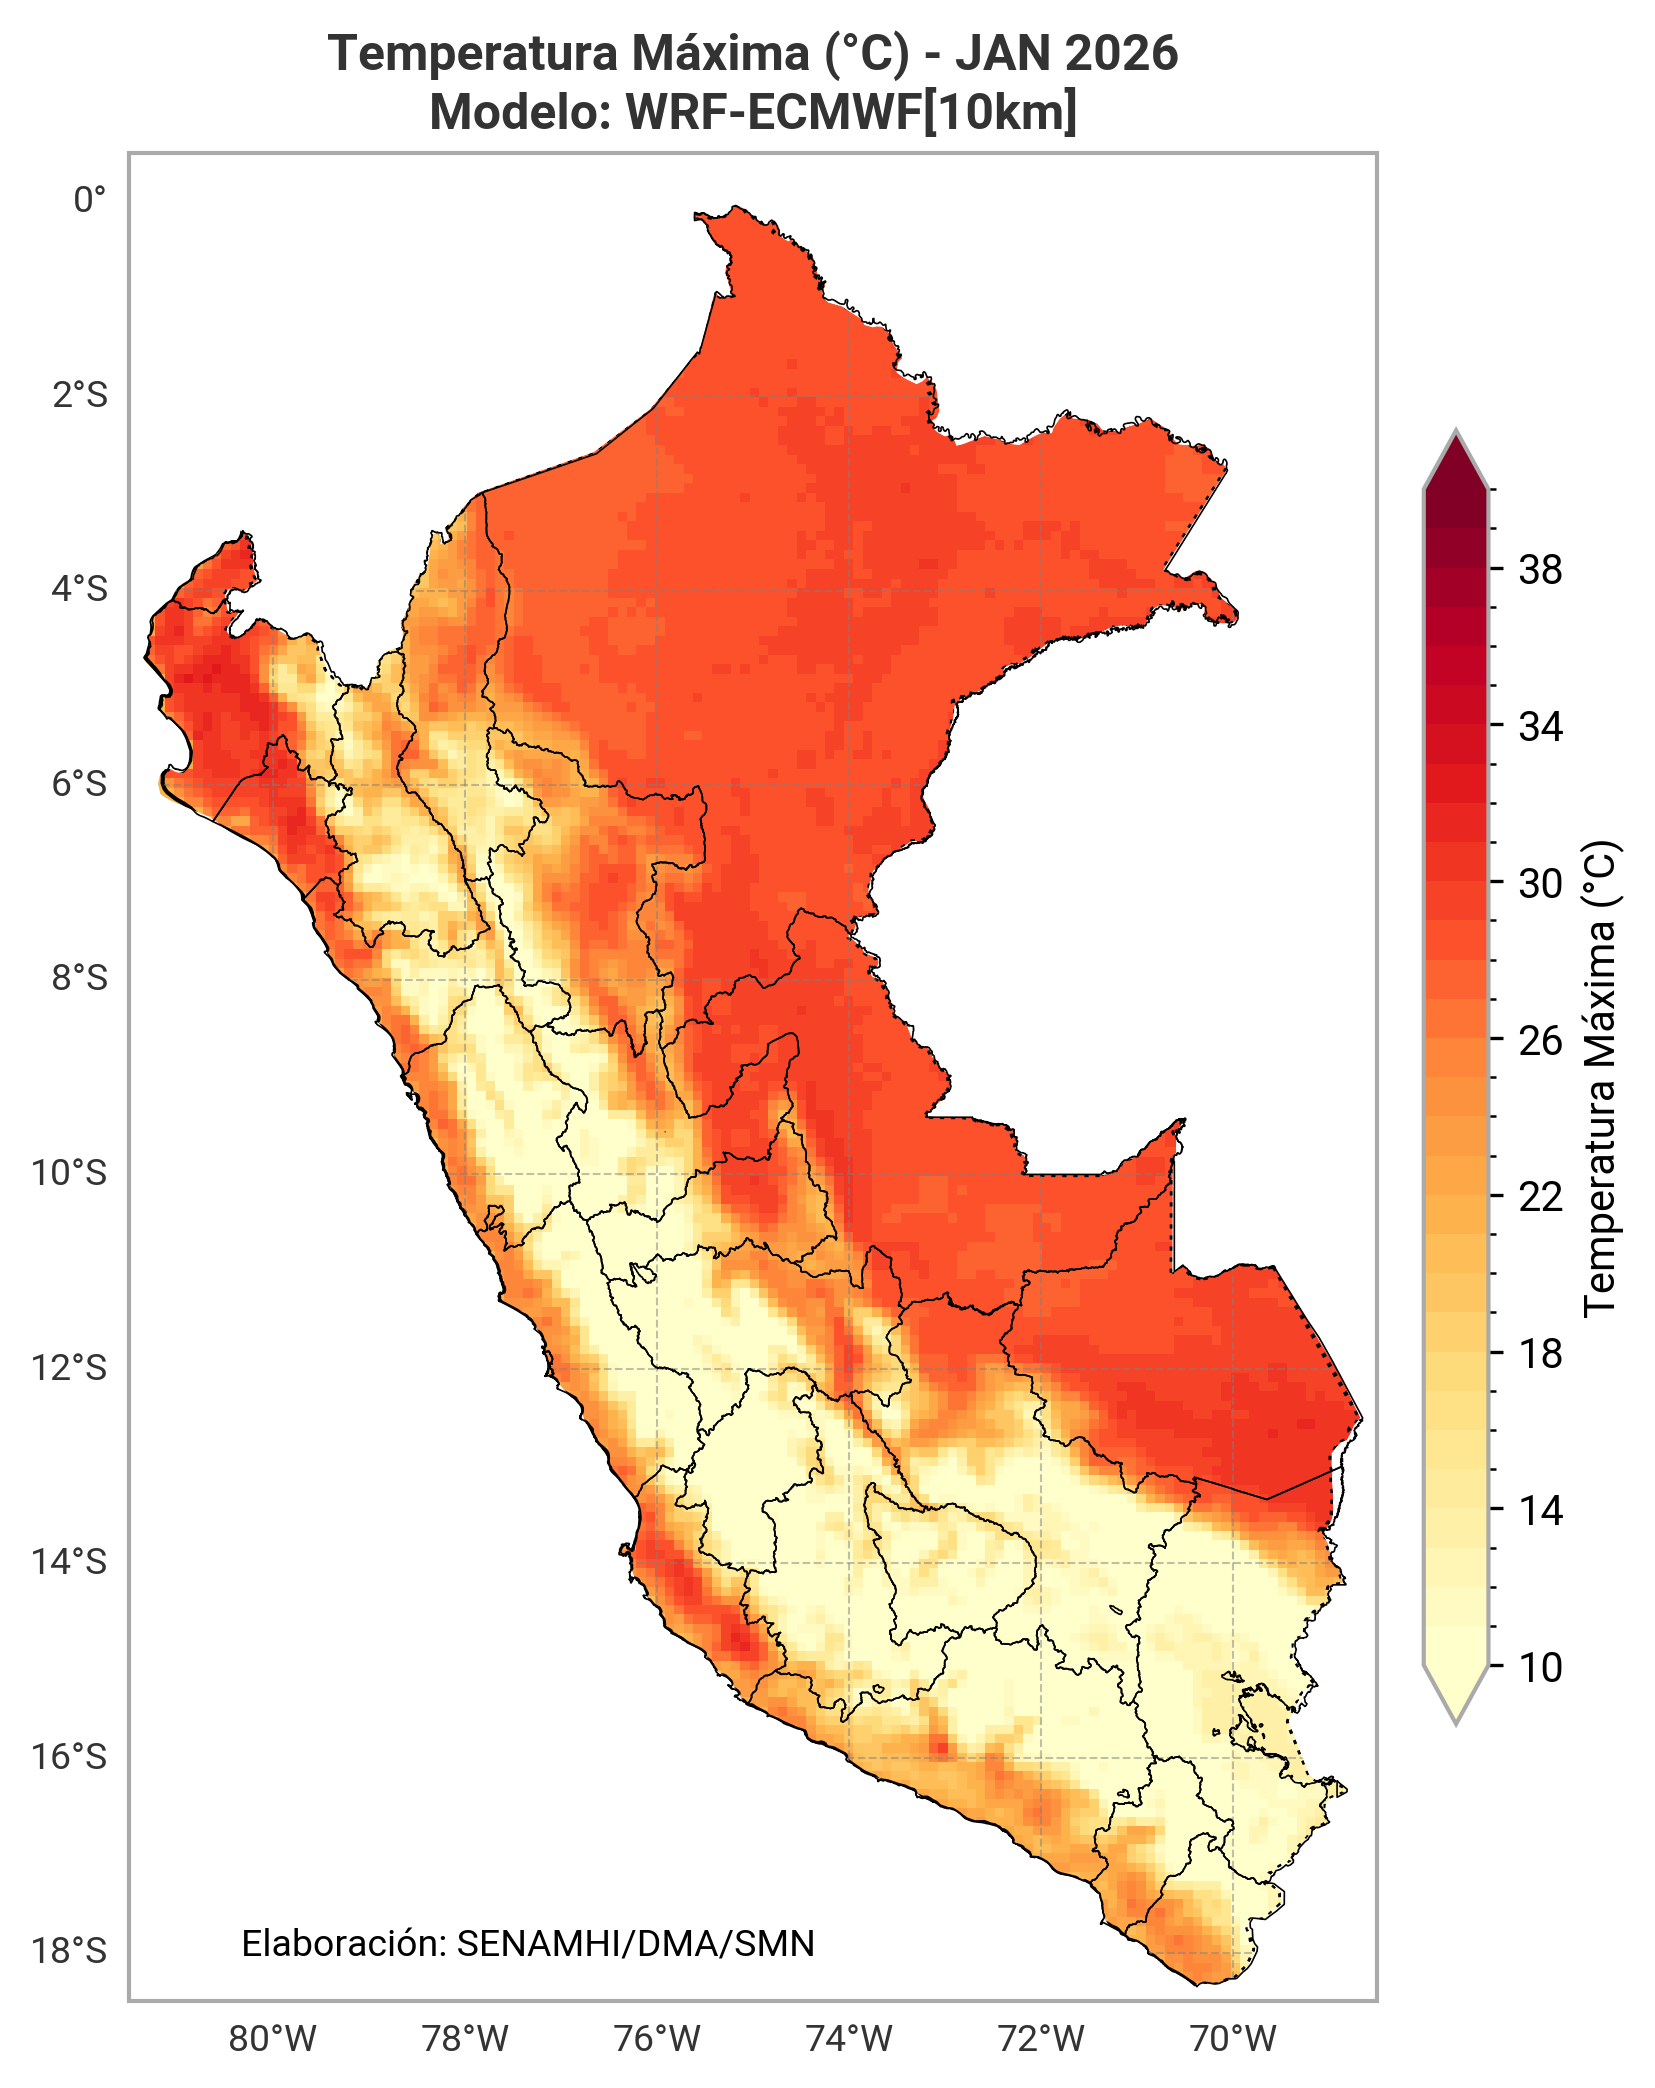 Temperatura Máxima (°C) - JAN 2026
Modelo: WRF-ECMWF[10km]
0°
2°S
4°S
6°S
8°S
10°S
12°S
14°S
16°S
18°S
80°W
78°W
76°W
74°W
72°W
70°W
Elaboración: SENAMHI/DMA/SMN
38
34
30
26
22
18
14
10
Temperatura Máxima (°C)